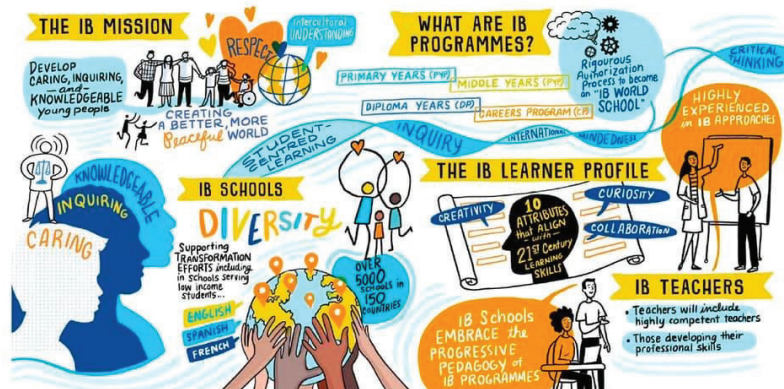 THE IB MISSION
DEVELOP
CARING, INQUIRING,
-and-
KNOWLEDGEABLE
young people
RESPECT
intercultural
UNDERSTANDING
CREATING
A BETTER, MORE
Peaceful WORLD
WHAT ARE IB
PROGRAMMES?
PRIMARY YEARS (PYP)
MIDDLE YEARS (PYP)
DIPLOMA YEARS (DP)
CAREERS PROGRAM (CP)
Rigourous
Authorization
Process to become
an "IB WORLD
SCHOOL"
STUDENT-
CENTRED
LEARNING
INQUIRY
INTERNATIONAL
MINDEDNESS
CRITICAL
THINKING
HIGHLY
EXPERIENCED
in IB APPROACHES
KNOWLEDGEABLE
INQUIRING
CARING
IB SCHOOLS
DIVERSITY
Supporting
TRANSFORMATION
EFFORTS including
in schools serving
low income
students...
ENGLISH
SPANISH
FRENCH
OVER
5000
SCHOOLS in
150
COUNTRIES
THE IB LEARNER PROFILE
CREATIVITY
10
ATTRIBUTES
that ALIGN
-with-
21st Century
LEARNING
SKILLS
CURIOSITY
COLLABORATION
IB Schools
EMBRACE the
PROGRESSIVE
PEDAGOGY of
IB PROGRAMMES
IB TEACHERS
• Teachers will include
highly competent teachers
• Those developing their
professional skills